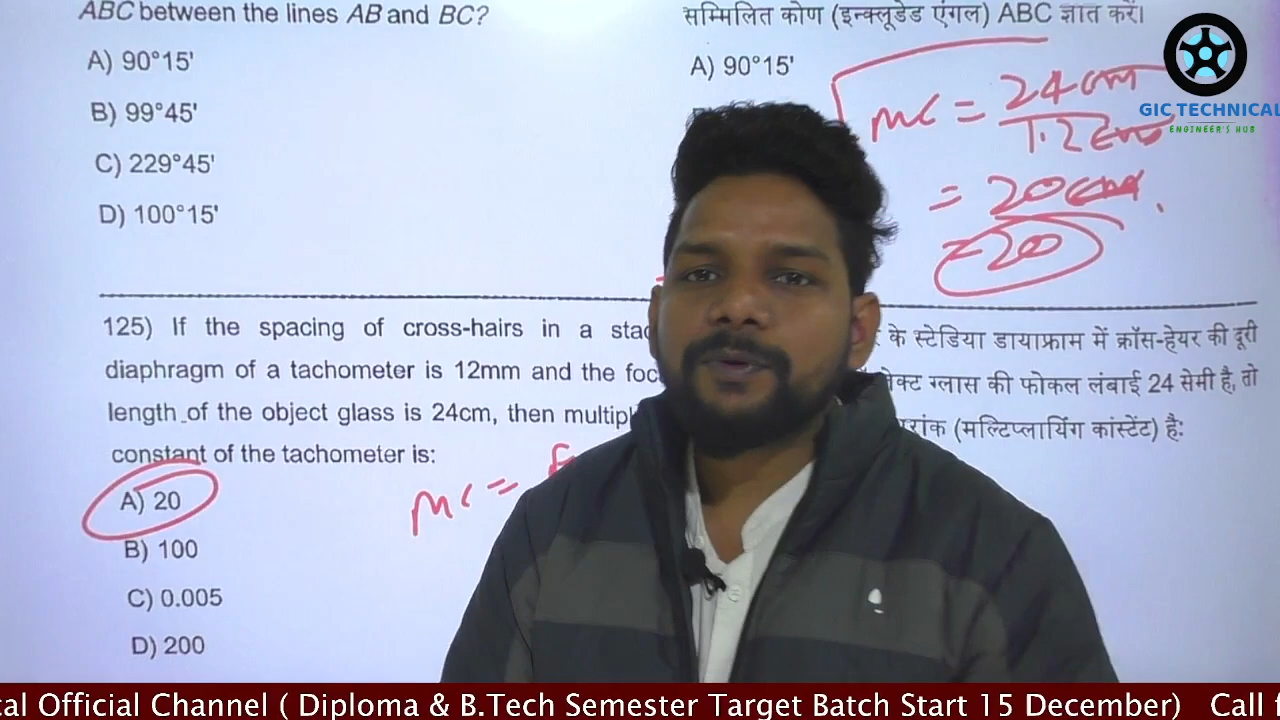 ABC between the lines AB and BC?
A) 90°15'
B) 99°45'
C) 229°45'
D) 100°15'
सम्मिलित कोण (इन्क्लूडेड एंगल) ABC ज्ञात करें।
A) 90°15'
GIC TECHNICAL
ENGINEER'S HUB
MC = 24cm
1.2cm
= 20cm.
=20
125) If the spacing of cross-hairs in a stad
diaphragm of a tachometer is 12mm and the foc
length of the object glass is 24cm, then multipl
constant of the tachometer is:
A) 20
B) 100
C) 0.005
D) 200
MC =
के स्टेडिया डायाफ्राम में क्रॉस-हेयर की दूरी
ग्लास की फोकल लंबाई 24 सेमी है, तो
(मल्टिप्लायिंग कांस्टेंट) है:
cal Official Channel ( Diploma & B.Tech Semester Target Batch Start 15 December) Call